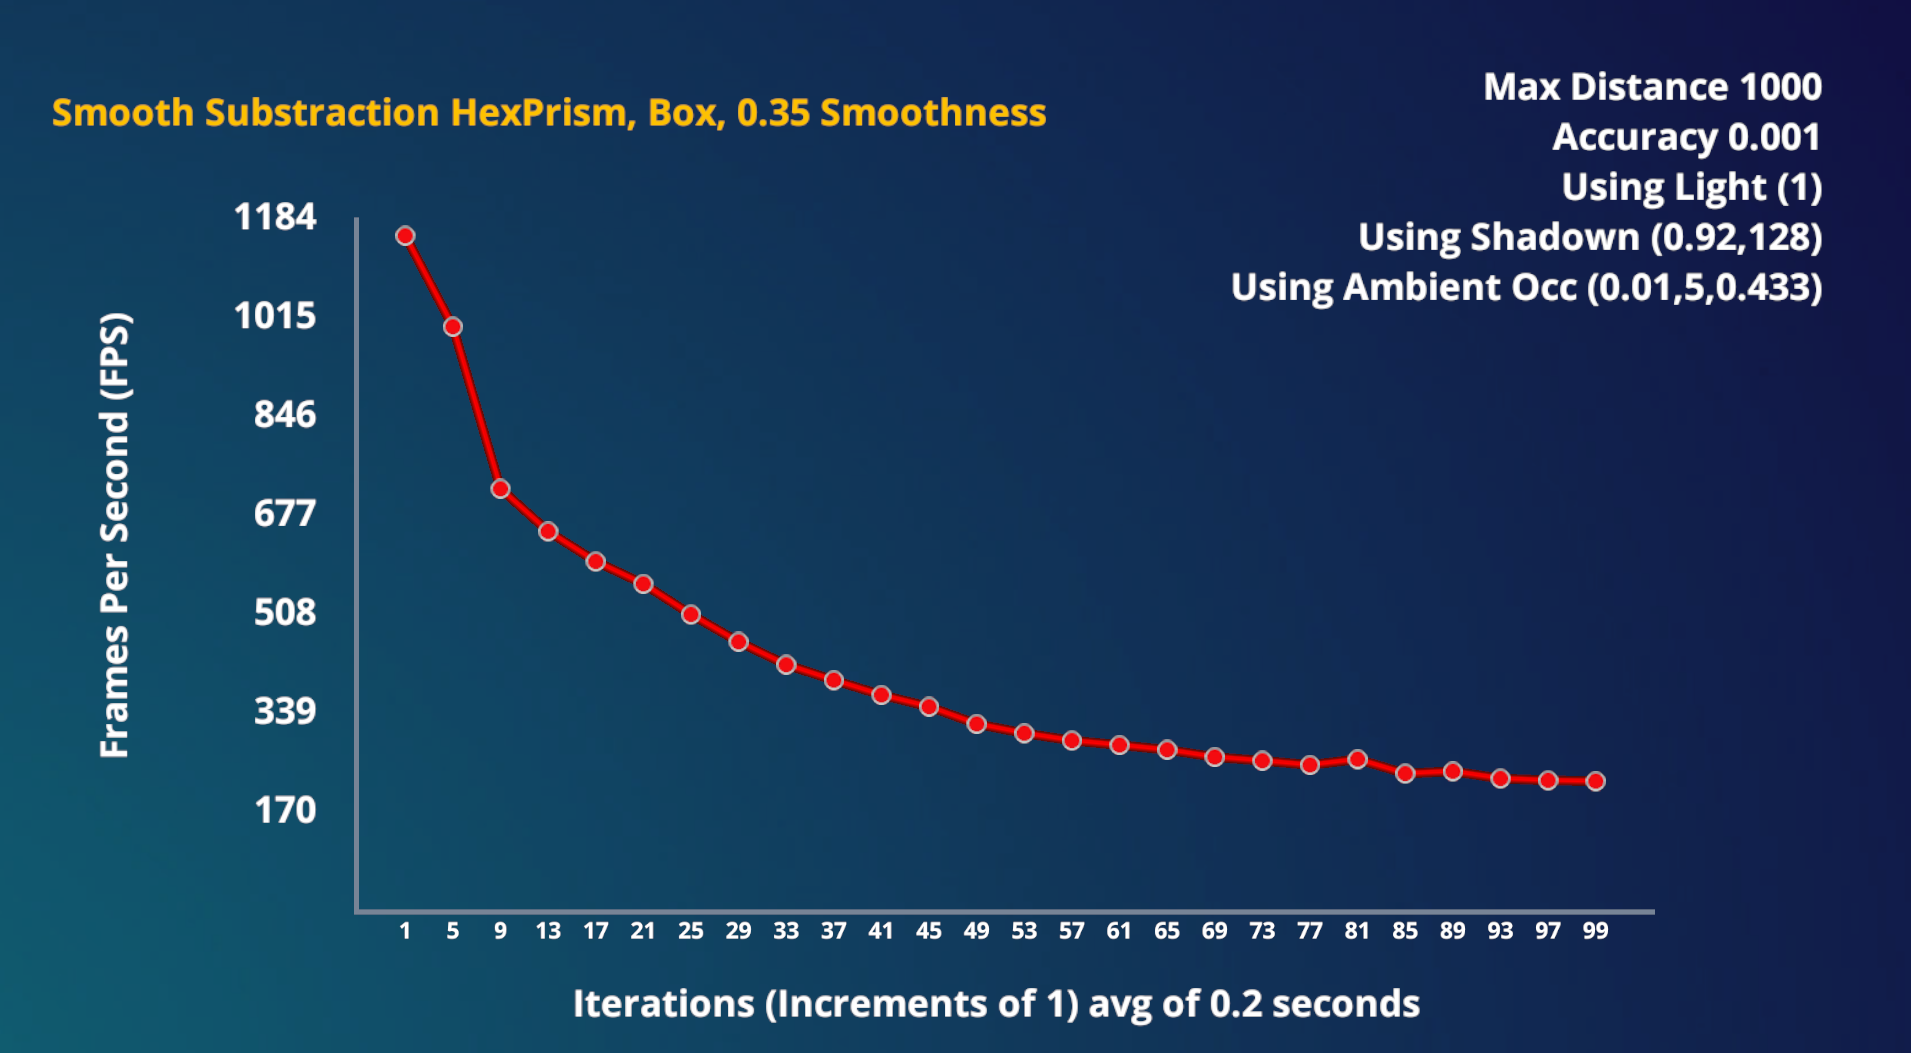 Smooth Substraction HexPrism, Box, 0.35 Smoothness
Max Distance 1000
Accuracy 0.001
Using Light (1)
Using Shadown (0.92,128)
Using Ambient Occ (0.01,5,0.433)
Frames Per Second (FPS)
1184
1015
846
677
508
339
170
1 5 9 13 17 21 25 29 33 37 41 45 49 53 57 61 65 69 73 77 81 85 89 93 97 99
Iterations (Increments of 1) avg of 0.2 seconds